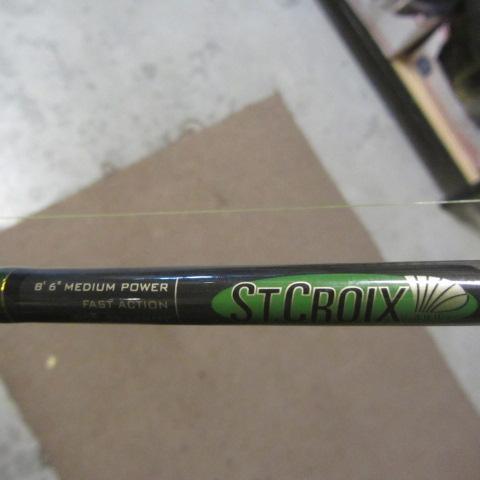 8' 6" MEDIUM POWER
FAST ACTION
ST.CROIX